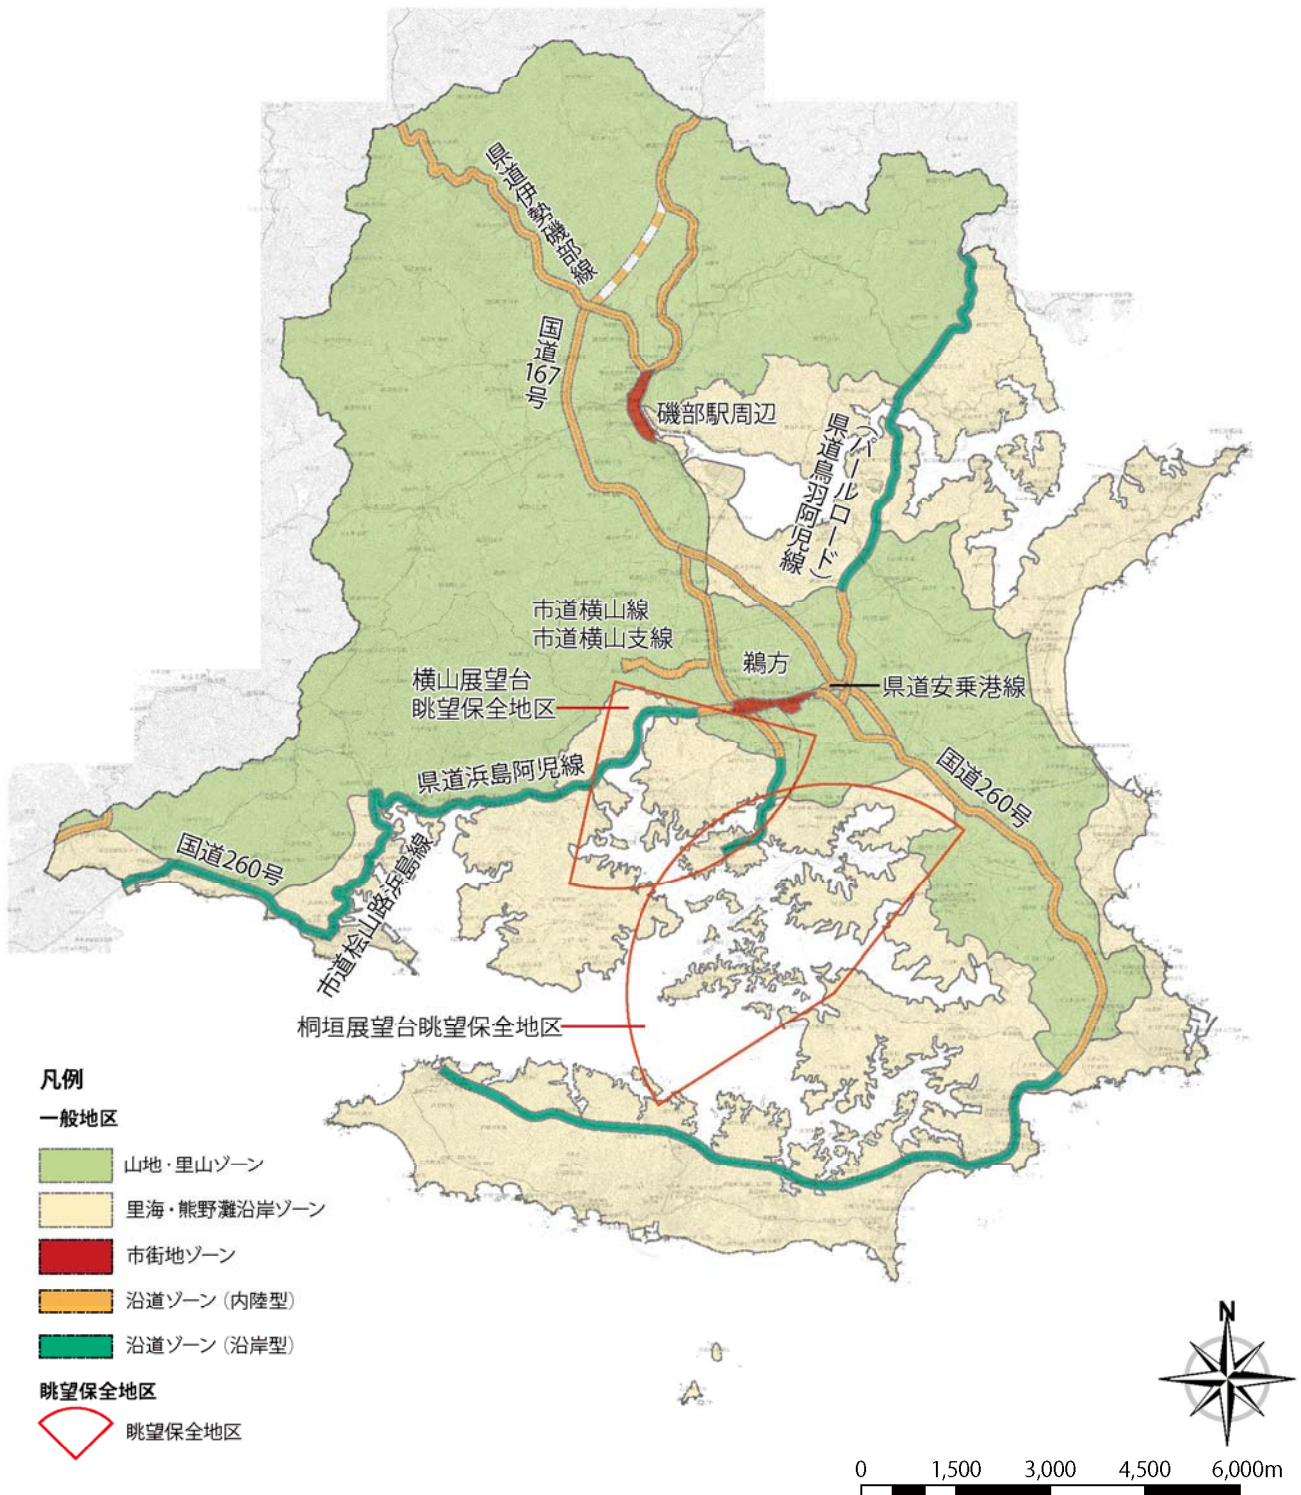 県道伊勢磯部線
国道167号
磯部駅周辺
(パールロード)
県道鳥羽阿児線
市道横山線
市道横山支線
鵜方
横山展望台
眺望保全地区
県道安乗港線
県道浜島阿児線
国道260号
国道260号
市道桧山路浜島線
桐垣展望台眺望保全地区
凡例
一般地区
山地・里山ゾーン
里海・熊野灘沿岸ゾーン
市街地ゾーン
沿道ゾーン(内陸型)
沿道ゾーン(沿岸型)
眺望保全地区
眺望保全地区
N
0 1,500 3,000 4,500 6,000m